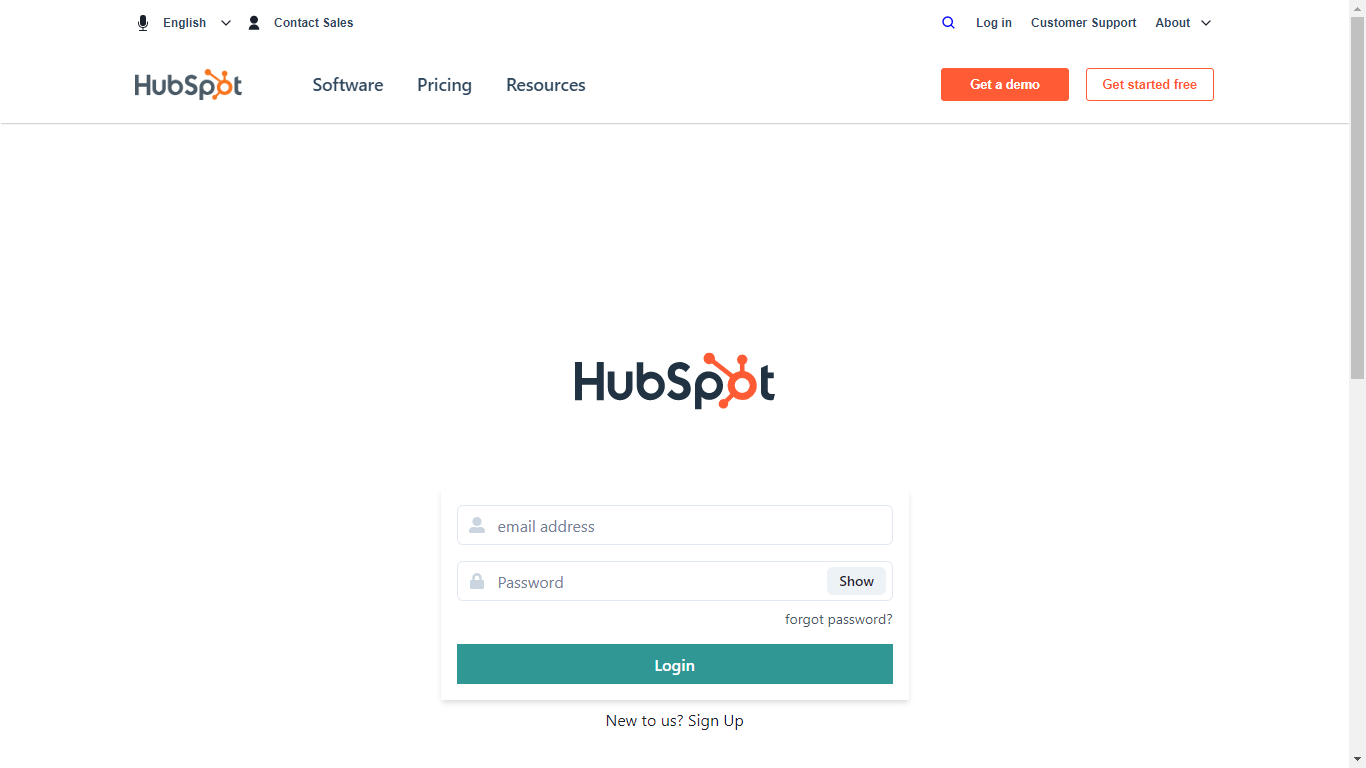 English Contact Sales Log in Customer Support About
HubSpot Software Pricing Resources Get a demo Get started free
HubSpot
email address
Password Show
forgot password?
Login
New to us? Sign Up